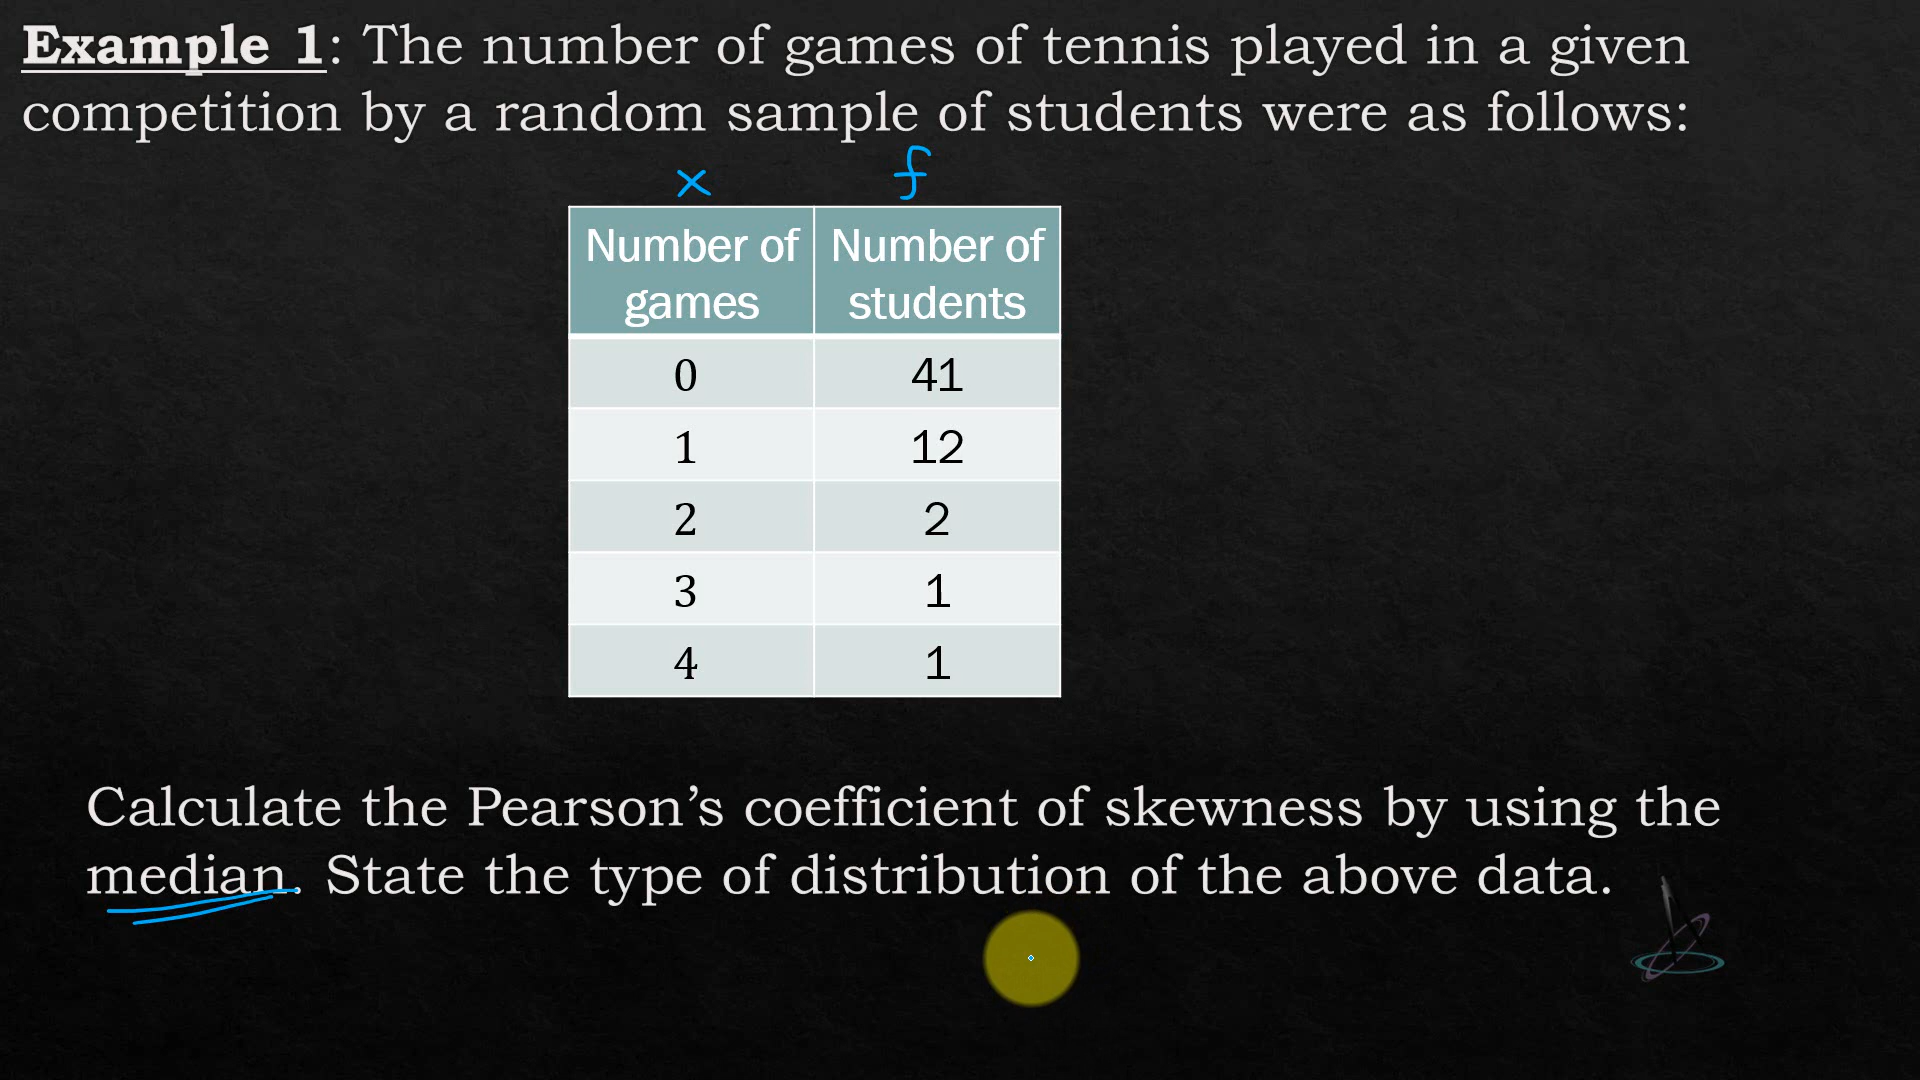 Example 1: The number of games of tennis played in a given
competition by a random sample of students were as follows:
x f
Number of games Number of students
0 41
1 12
2 2
3 1
4 1
Calculate the Pearson’s coefficient of skewness by using the
median. State the type of distribution of the above data.